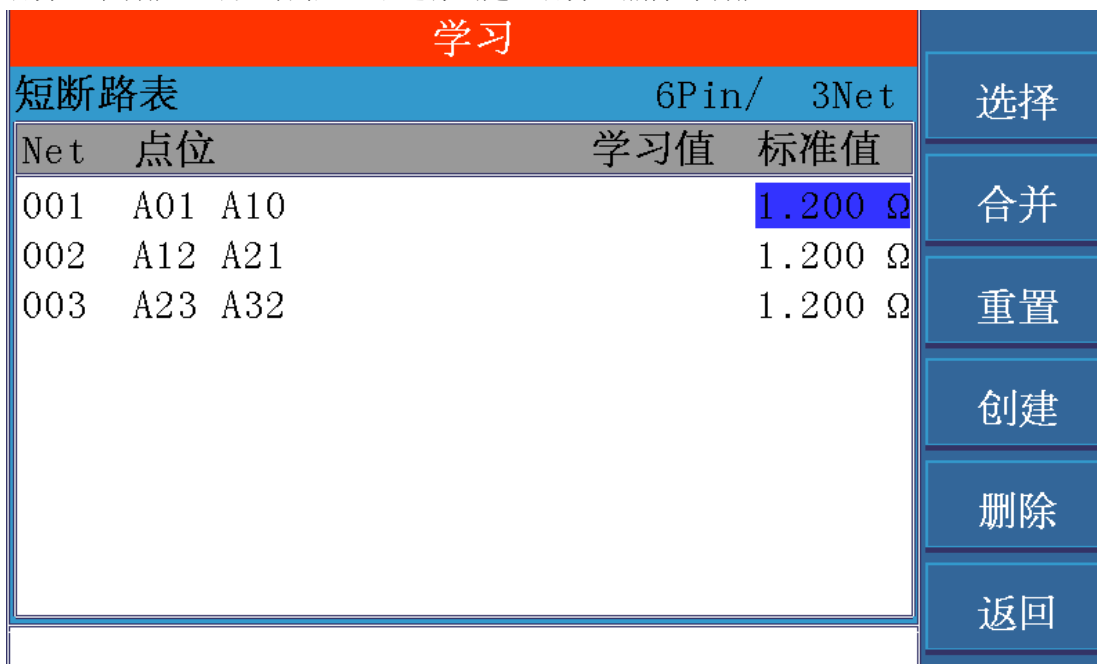 学习
短断路表 6Pin/ 3Net
Net 点位 学习值 标准值
001 A01 A10 1.200 Ω
002 A12 A21 1.200 Ω
003 A23 A32 1.200 Ω
选择
合并
重置
创建
删除
返回